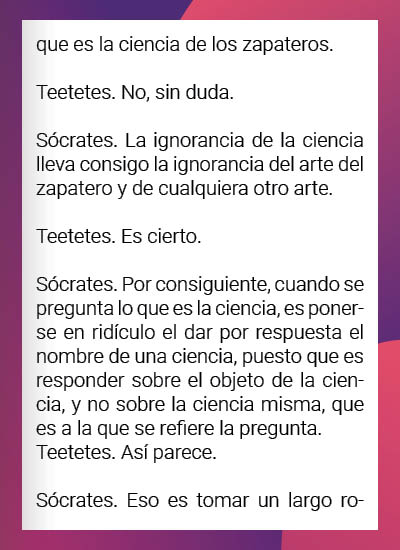 que es la ciencia de los zapateros.
Teetetes. No, sin duda.
Sócrates. La ignorancia de la ciencia
lleva consigo la ignorancia del arte del
zapatero y de cualquiera otro arte.
Teetetes. Es cierto.
Sócrates. Por consiguiente, cuando se
pregunta lo que es la ciencia, es poner-
se en ridículo el dar por respuesta el
nombre de una ciencia, puesto que es
responder sobre el objeto de la cien-
cia, y no sobre la ciencia misma, que
es a la que se refiere la pregunta.
Teetetes. Así parece.
Sócrates. Eso es tomar un largo ro-